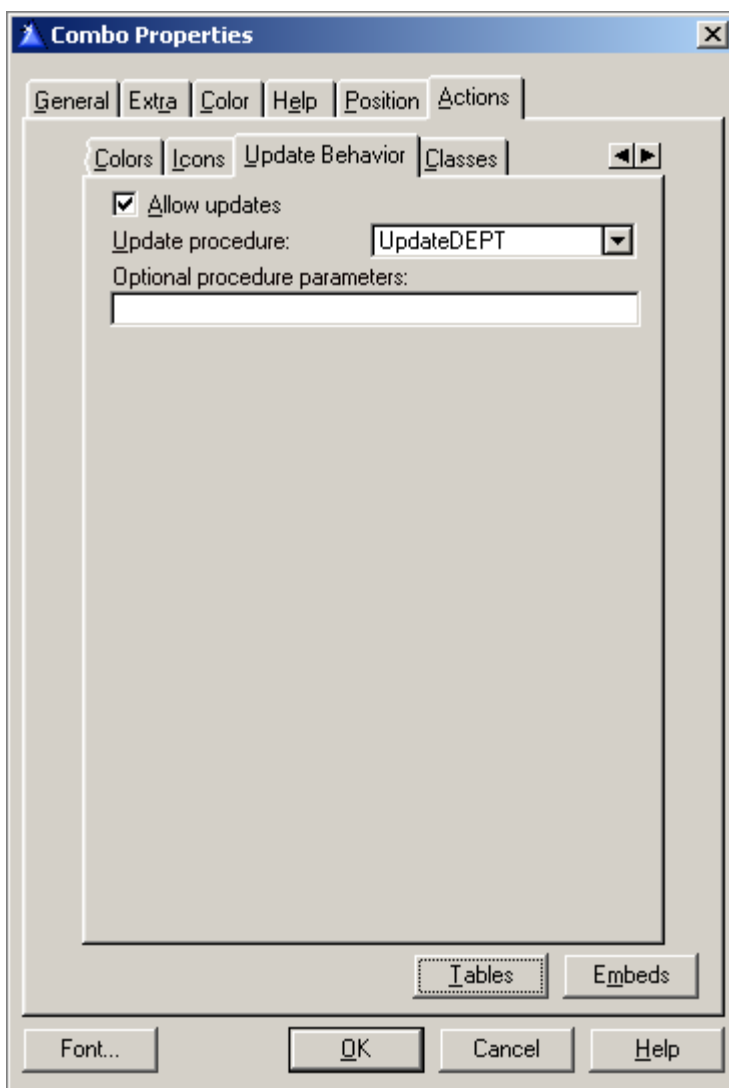 Combo Properties
General Extra Color Help Position Actions
Colors Icons Update Behavior Classes
Allow updates
Update procedure: UpdateDEPT
Optional procedure parameters:
Tables Embeds
Font... OK Cancel Help